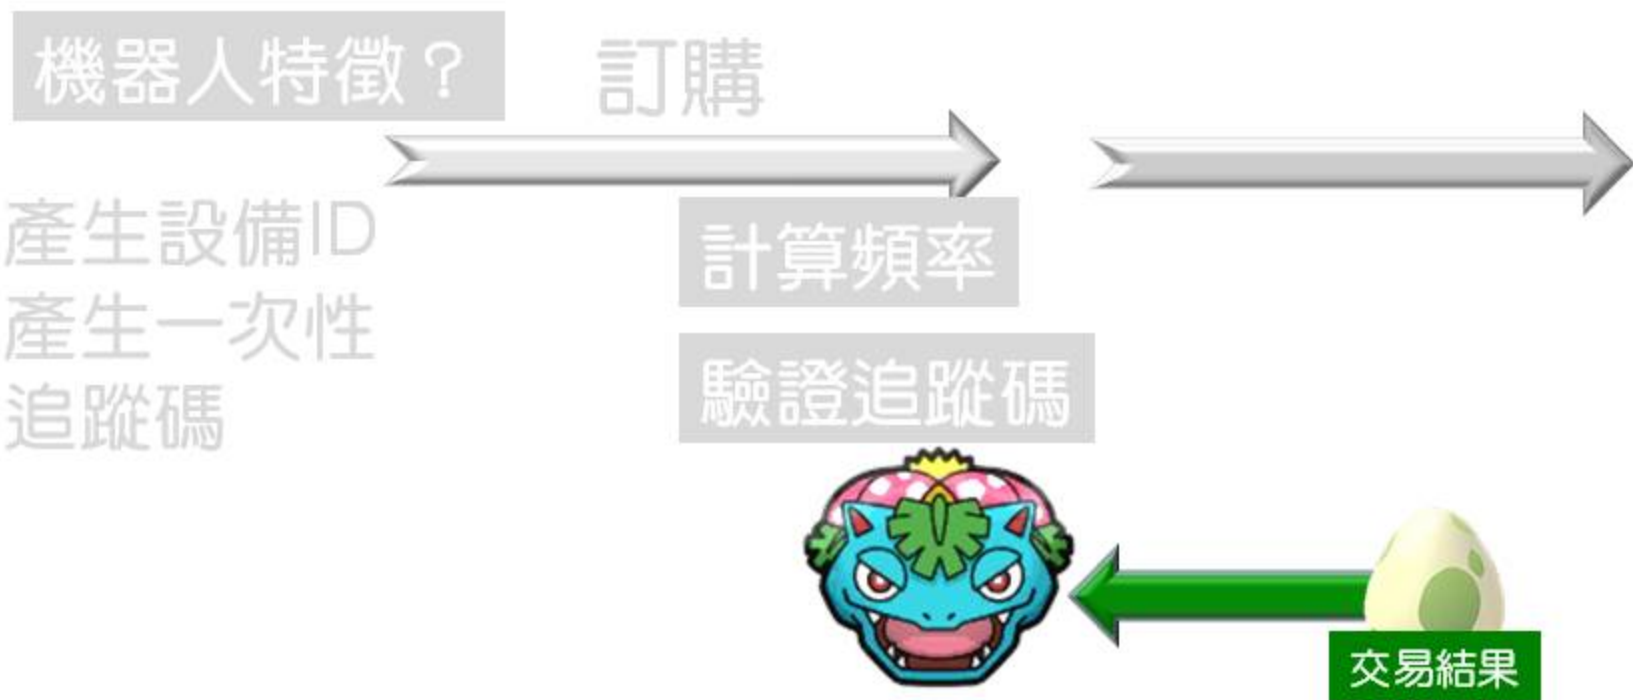 機器人特徵？
訂購
產生設備ID
產生一次性
追蹤碼
計算頻率
驗證追蹤碼
交易結果